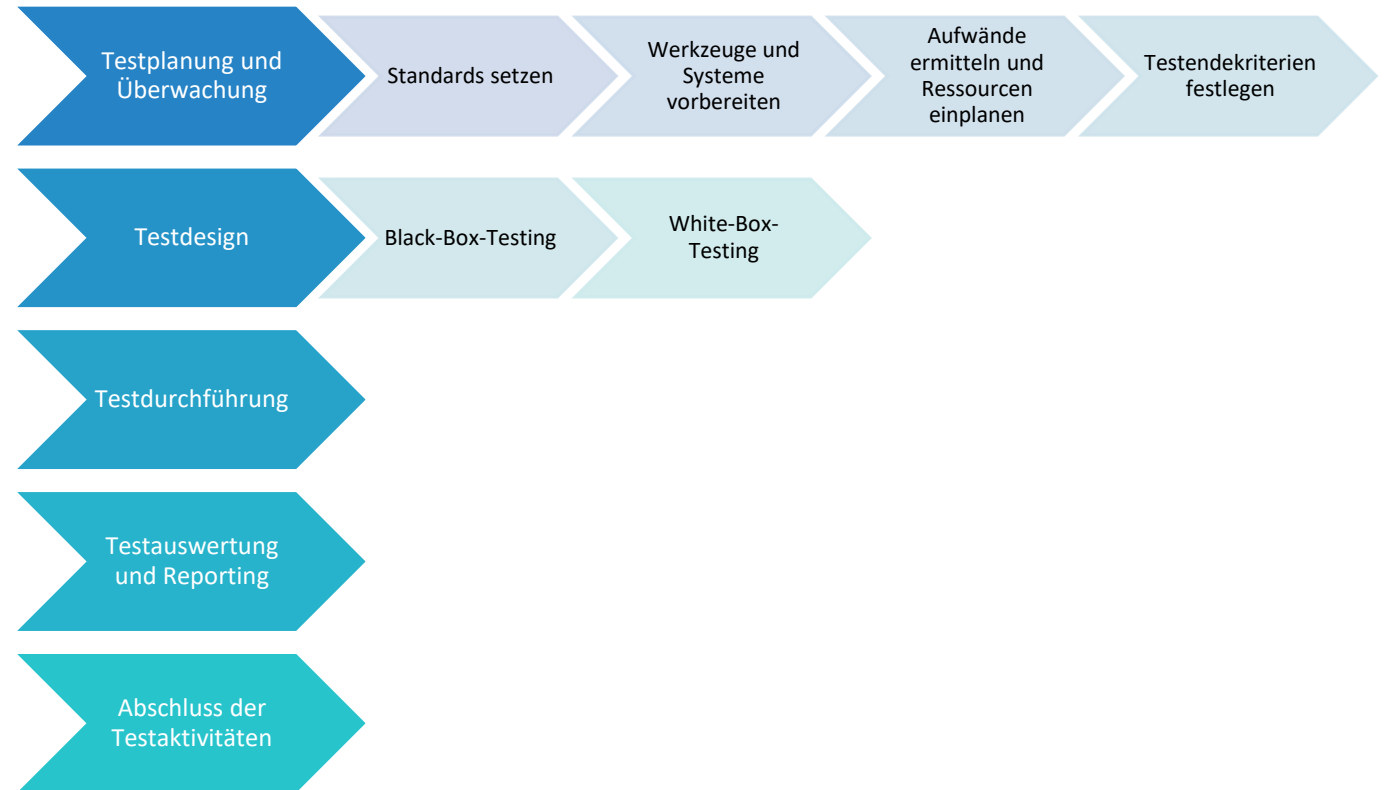 Testplanung und
Überwachung
Standards setzen
Werkzeuge und
Systeme
vorbereiten
Aufwände
ermitteln und
Ressourcen
einplanen
Testendekriterien
festlegen
Testdesign
Black-Box-Testing
White-Box-
Testing
Testdurchführung
Testauswertung
und Reporting
Abschluss der
Testaktivitäten